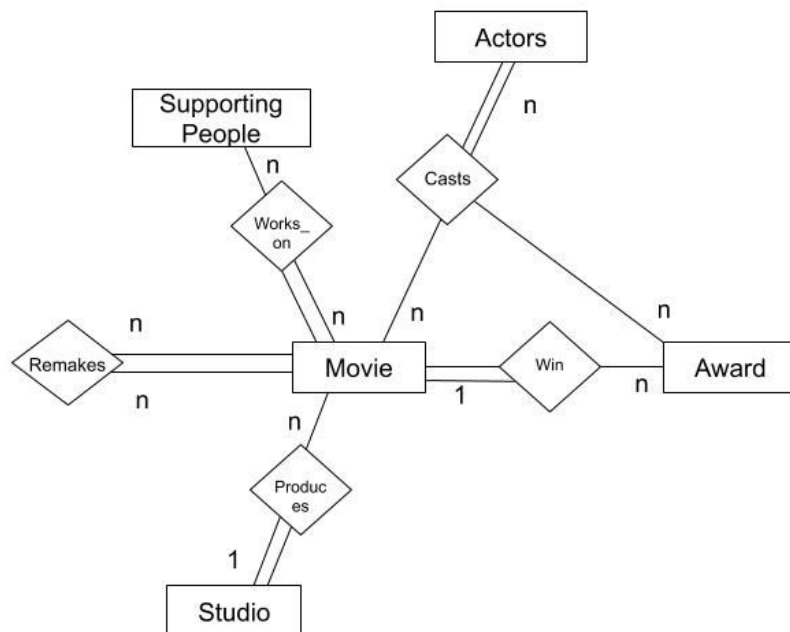 Actors
Supporting
People
n
n
Casts
Works_
on
n
n
n
n
Remakes
Movie
Win
Award
n
1
n
n
Produc
es
1
Studio